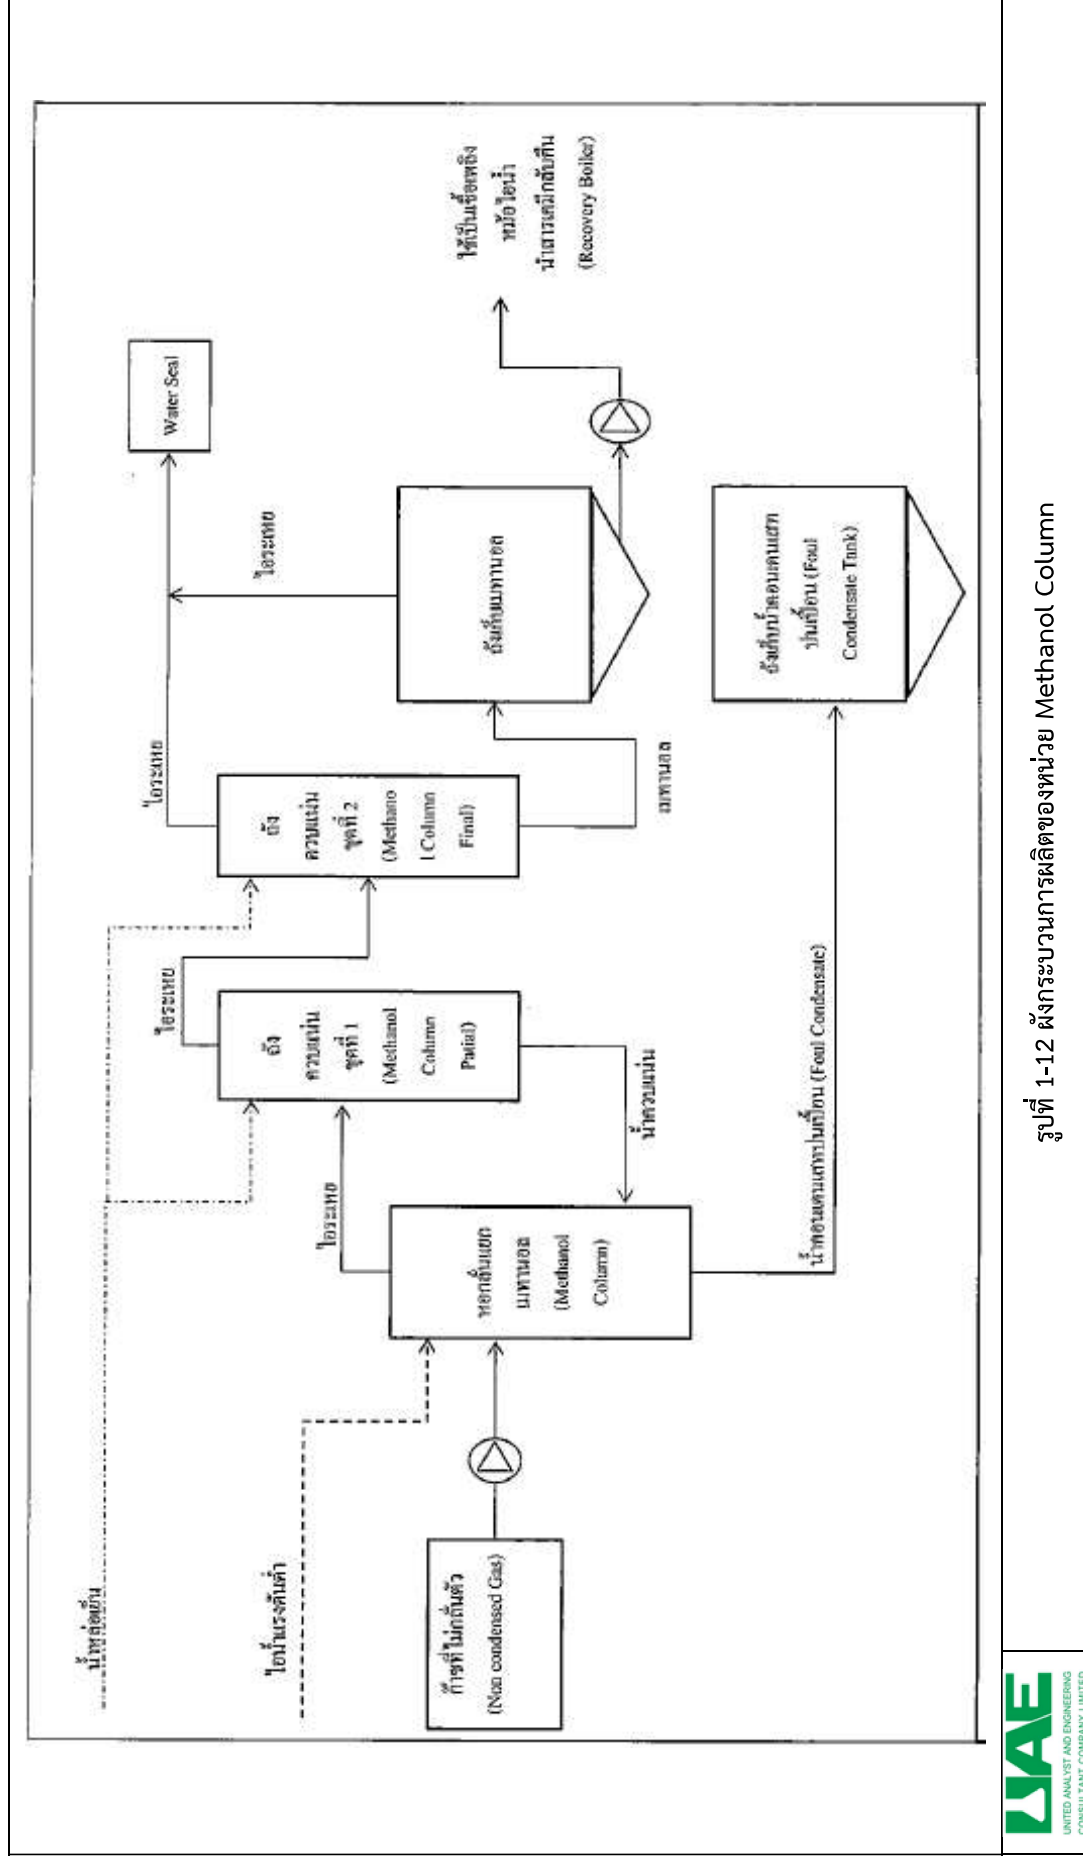 น้ำหล่อเย็น
ไอน้ำแรงดันต่ำ
ก๊าซที่ไม่กลั่นตัว
(Non condensed Gas)
หอกลั่นแยก
เมทานอล
(Methanol
Column)
ไอระเหย
น้ำควบแน่น
น้ำคอนเดนเสทปนเปื้อน (Foul Condensate)
ถัง
ควบแน่น
ชุดที่ 1
(Methanol
Column
Patial)
ไอระเหย
ถัง
ควบแน่น
ชุดที่ 2
(Methano
l Column
Final)
ไอระเหย
เมทานอล
ถังเก็บเมทานอล
ไอระเหย
Water Seal
ถังเก็บน้ำคอนเดนเสท
ปนเปื้อน (Foul
Condensate Tank)
ใช้เป็นเชื้อเพลิง
หม้อไอน้ำ
นำสารเคมีกลับคืน
(Recovery Boiler)
รูปที่ 1-12 ผังกระบวนการผลิตของหน่วย Methanol Column
UAE
UNITED ANALYST AND ENGINEERING
CONSULTANT COMPANY LIMITED